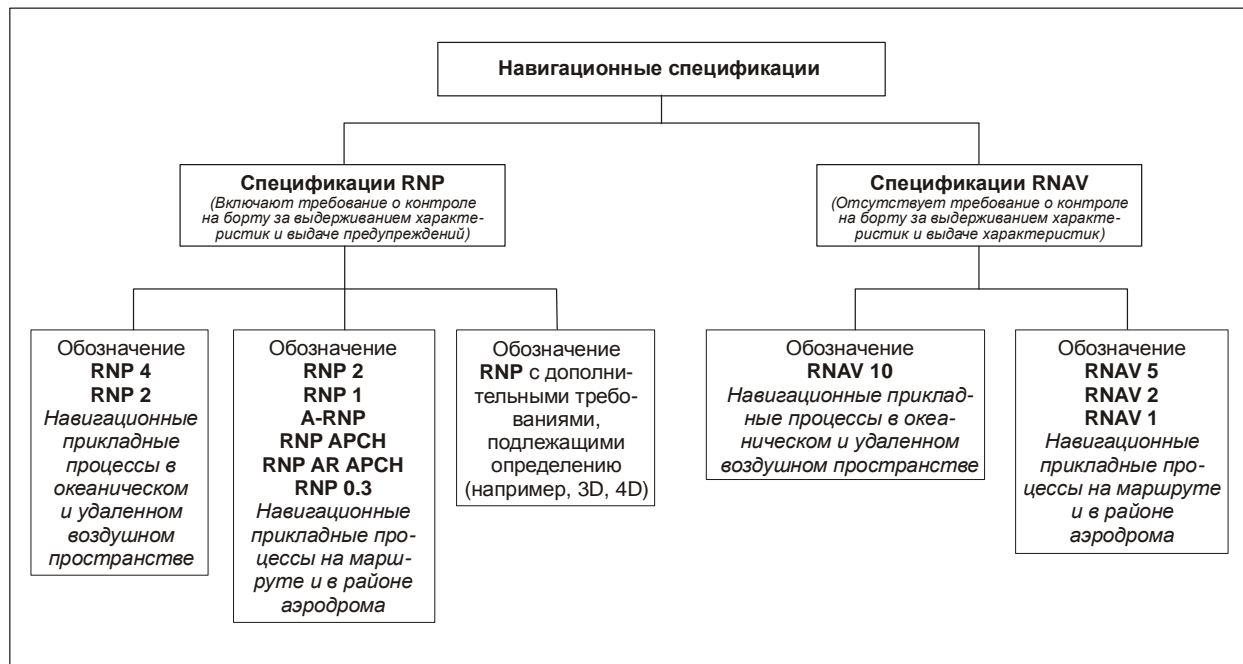 Навигационные спецификации
Спецификации RNP
(Включают требование о контроле
на борту за выдерживанием характе-
ристик и выдаче предупреждений)
Спецификации RNAV
(Отсутствует требование о контроле
на борту за выдерживанием характе-
ристик и выдаче характеристик)
Обозначение
RNP 4
RNP 2
Навигационные
прикладные
процессы в
океаническом
и удаленном
воздушном
пространстве
Обозначение
RNP 2
RNP 1
A-RNP
RNP APCH
RNP AR APCH
RNP 0.3
Навигационные
прикладные про-
цессы на марш-
руте и в районе
аэродрома
Обозначение
RNP с дополни-
тельными требо-
ваниями,
подлежащими
определению
(например, 3D, 4D)
Обозначение
RNAV 10
Навигационные приклад-
ные процессы в океа-
ническом и удаленном
воздушном пространстве
Обозначение
RNAV 5
RNAV 2
RNAV 1
Навигационные
прикладные про-
цессы на маршруте
и в районе
аэродрома